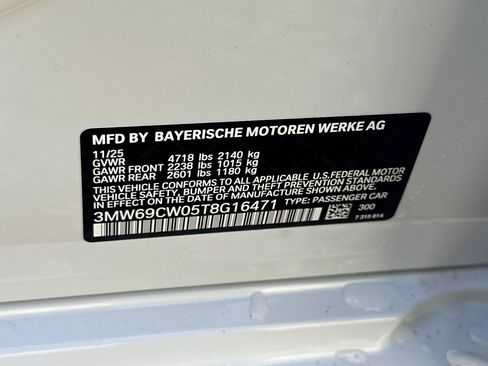 MFD BY BAYERISCHE MOTOREN WERKE AG
11/25
GVWR 4718 lbs 2140 kg
GAWR FRONT 2238 lbs 1015 kg
GAWR REAR 2601 lbs 1180 kg
THIS VEHICLE CONFORMS TO ALL APPLICABLE U.S.FEDERAL MOTOR
VEHICLE SAFETY, BUMPER, AND THEFT PREVENTION STANDARDS
IN EFFECT ON THE DATE OF MANUFACTURE SHOWN ABOVE.
3MW69CW05T8G16471 TYPE: PASSENGER CAR
300
7 315 814